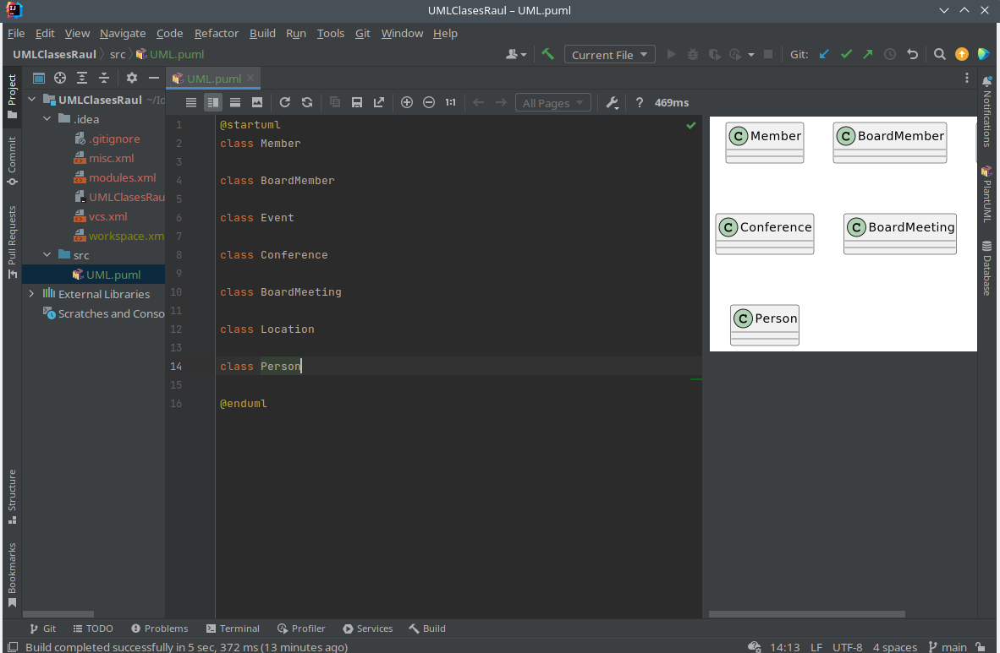 UMLClasesRaul – UML.puml
File Edit View Navigate Code Refactor Build Run Tools Git Window Help
UMLClasesRaul src UML.puml Current File Git:
UML.puml
Project
UMLClasesRaul ~/Id
.idea
.gitignore
misc.xml
modules.xml
UMLClasesRau
vcs.xml
workspace.xm
src
UML.puml
External Libraries
Scratches and Conso
Commit
Pull Requests
Structure
Bookmarks
1:1 All Pages ? 469ms
1 @startuml
2 class Member
3
4 class BoardMember
5
6 class Event
7
8 class Conference
9
10 class BoardMeeting
11
12 class Location
13
14 class Person
15
16 @enduml
C Member C BoardMember
C Conference C BoardMeeting
C Person
Notifications
PlantUML
Database
Git TODO Problems Terminal Profiler Services Build
Build completed successfully in 5 sec, 372 ms (13 minutes ago) 14:13 LF UTF-8 4 spaces main